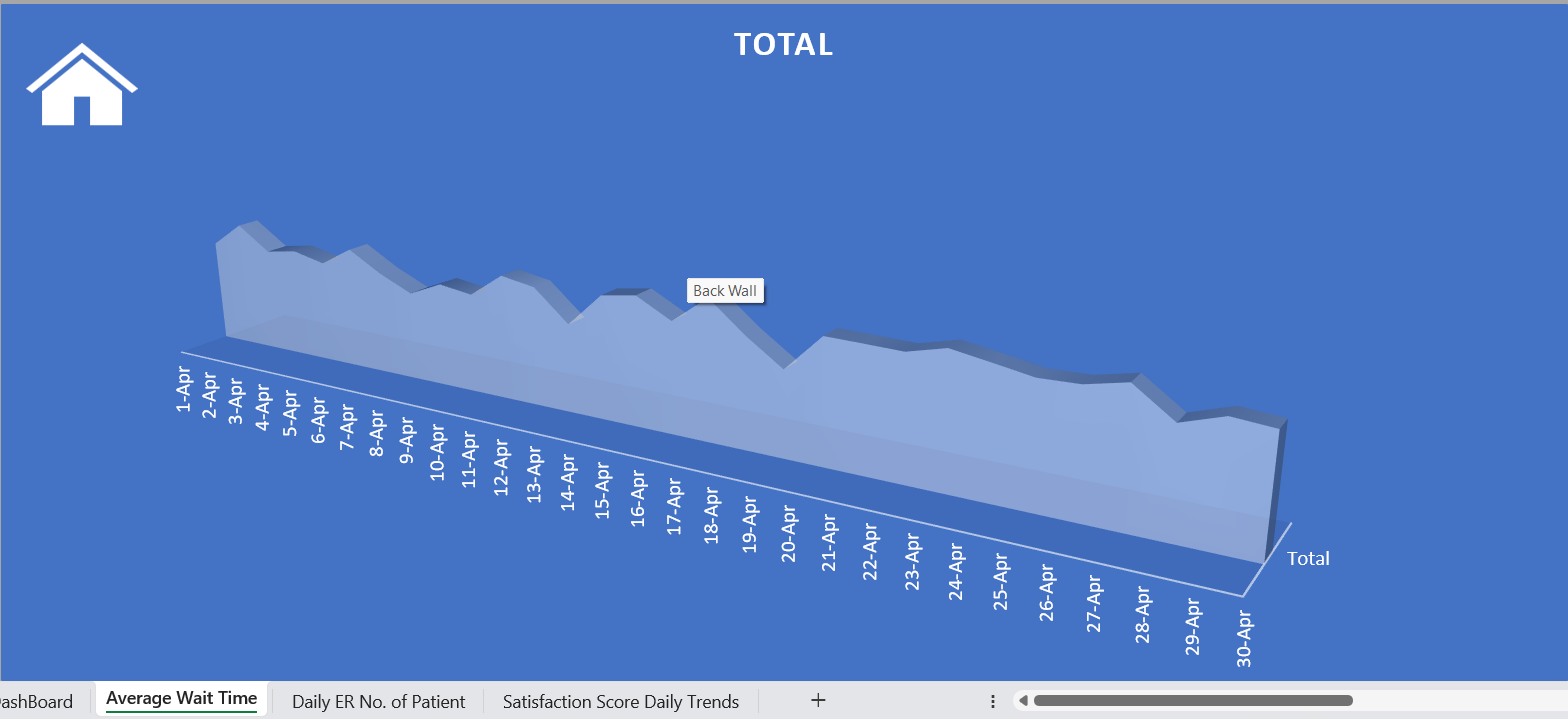 TOTAL
Back Wall
1-Apr
2-Apr
3-Apr
4-Apr
5-Apr
6-Apr
7-Apr
8-Apr
9-Apr
10-Apr
11-Apr
12-Apr
13-Apr
14-Apr
15-Apr
16-Apr
17-Apr
18-Apr
19-Apr
20-Apr
21-Apr
22-Apr
23-Apr
24-Apr
25-Apr
26-Apr
27-Apr
28-Apr
29-Apr
30-Apr
Total
ashBoard Average Wait Time Daily ER No. of Patient Satisfaction Score Daily Trends +